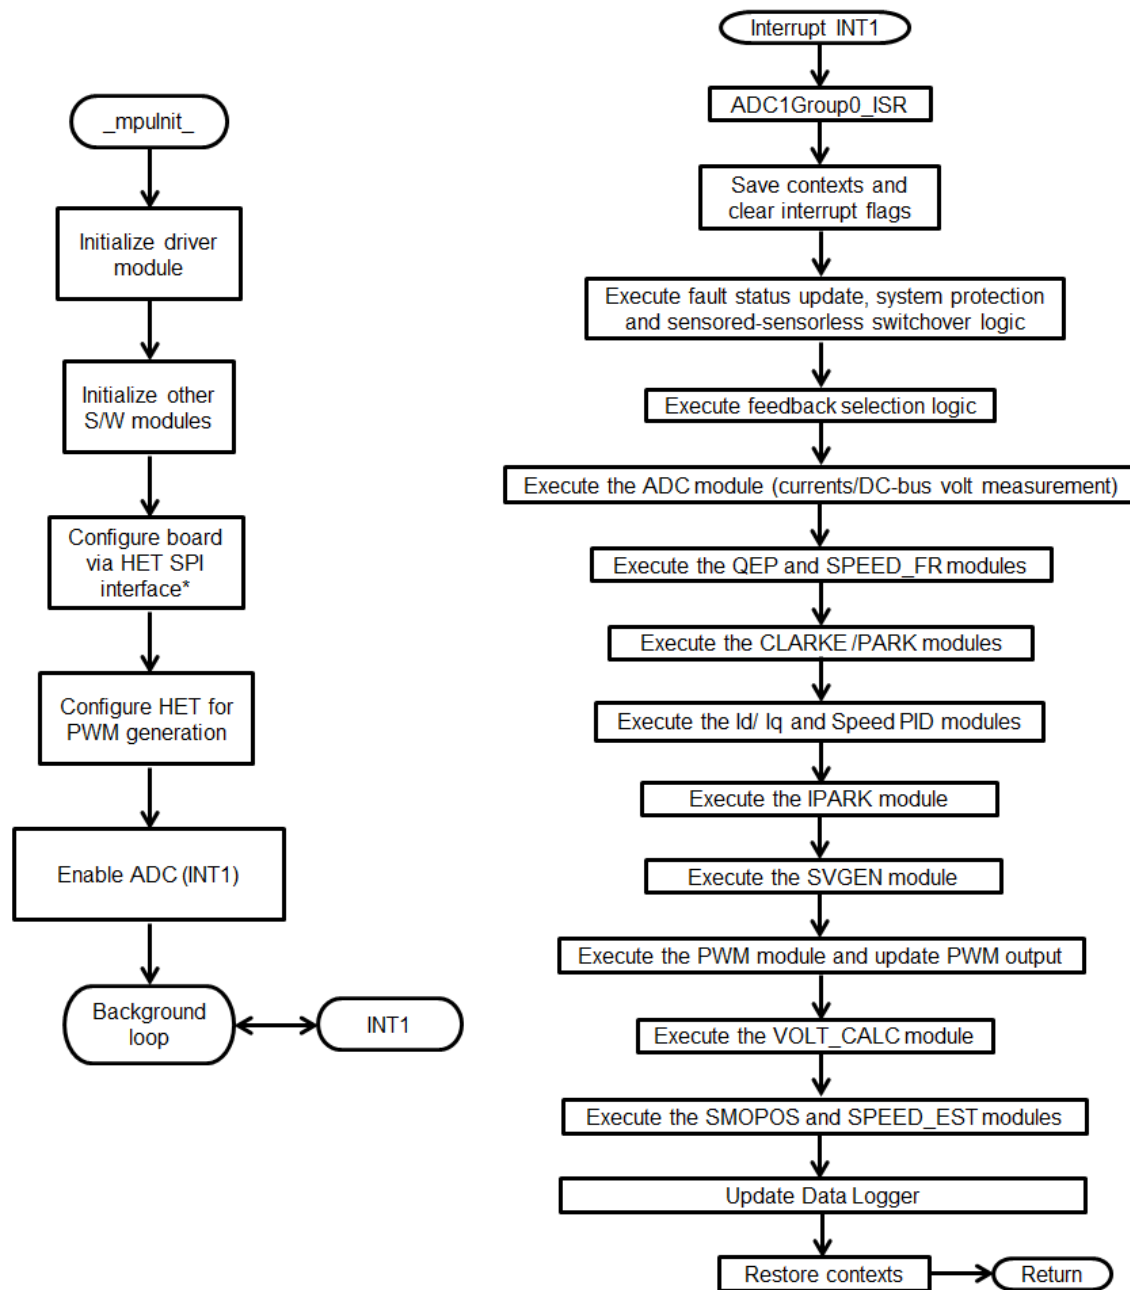 _mpuInit_
Initialize driver
module
Initialize other
S/W modules
Configure board
via HET SPI
interface*
Configure HET for
PWM generation
Enable ADC (INT1)
Background
loop
INT1
Interrupt INT1
ADC1Group0_ISR
Save contexts and
clear interrupt flags
Execute fault status update, system protection
and sensored-sensorless switchover logic
Execute feedback selection logic
Execute the ADC module (currents/DC-bus volt measurement)
Execute the QEP and SPEED_FR modules
Execute the CLARKE /PARK modules
Execute the Id/ Iq and Speed PID modules
Execute the IPARK module
Execute the SVGEN module
Execute the PWM module and update PWM output
Execute the VOLT_CALC module
Execute the SMOPOS and SPEED_EST modules
Update Data Logger
Restore contexts
Return